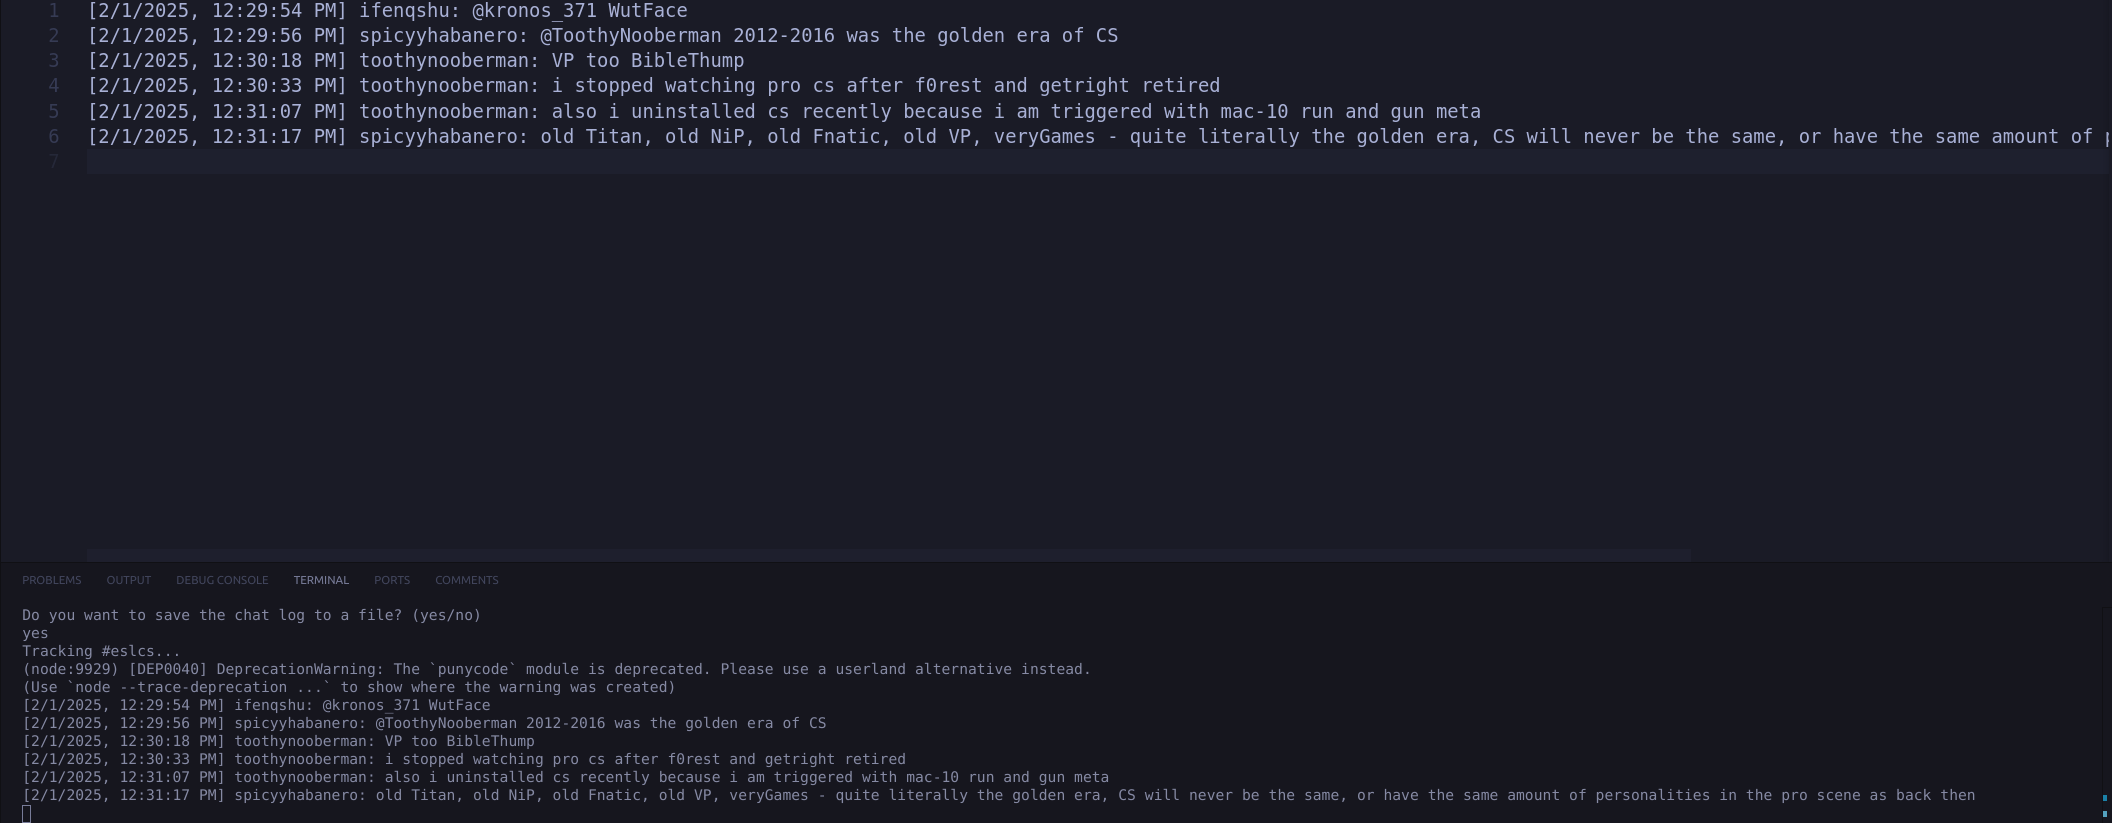 1 [2/1/2025, 12:29:54 PM] ifenqshu: @kronos_371 WutFace
2 [2/1/2025, 12:29:56 PM] spicyyhabanero: @ToothyNooberman 2012-2016 was the golden era of CS
3 [2/1/2025, 12:30:18 PM] toothynooberman: VP too BibleThump
4 [2/1/2025, 12:30:33 PM] toothynooberman: i stopped watching pro cs after f0rest and getright retired
5 [2/1/2025, 12:31:07 PM] toothynooberman: also i uninstalled cs recently because i am triggered with mac-10 run and gun meta
6 [2/1/2025, 12:31:17 PM] spicyyhabanero: old Titan, old NiP, old Fnatic, old VP, veryGames - quite literally the golden era, CS will never be the same, or have the same amount of
7
PROBLEMS OUTPUT DEBUG CONSOLE TERMINAL PORTS COMMENTS
Do you want to save the chat log to a file? (yes/no)
yes
Tracking #eslcs...
(node:9929) [DEP0040] DeprecationWarning: The `punycode` module is deprecated. Please use a userland alternative instead.
(Use `node --trace-deprecation ...` to show where the warning was created)
[2/1/2025, 12:29:54 PM] ifenqshu: @kronos_371 WutFace
[2/1/2025, 12:29:56 PM] spicyyhabanero: @ToothyNooberman 2012-2016 was the golden era of CS
[2/1/2025, 12:30:18 PM] toothynooberman: VP too BibleThump
[2/1/2025, 12:30:33 PM] toothynooberman: i stopped watching pro cs after f0rest and getright retired
[2/1/2025, 12:31:07 PM] toothynooberman: also i uninstalled cs recently because i am triggered with mac-10 run and gun meta
[2/1/2025, 12:31:17 PM] spicyyhabanero: old Titan, old NiP, old Fnatic, old VP, veryGames - quite literally the golden era, CS will never be the same, or have the same amount of personalities in the pro scene as back then